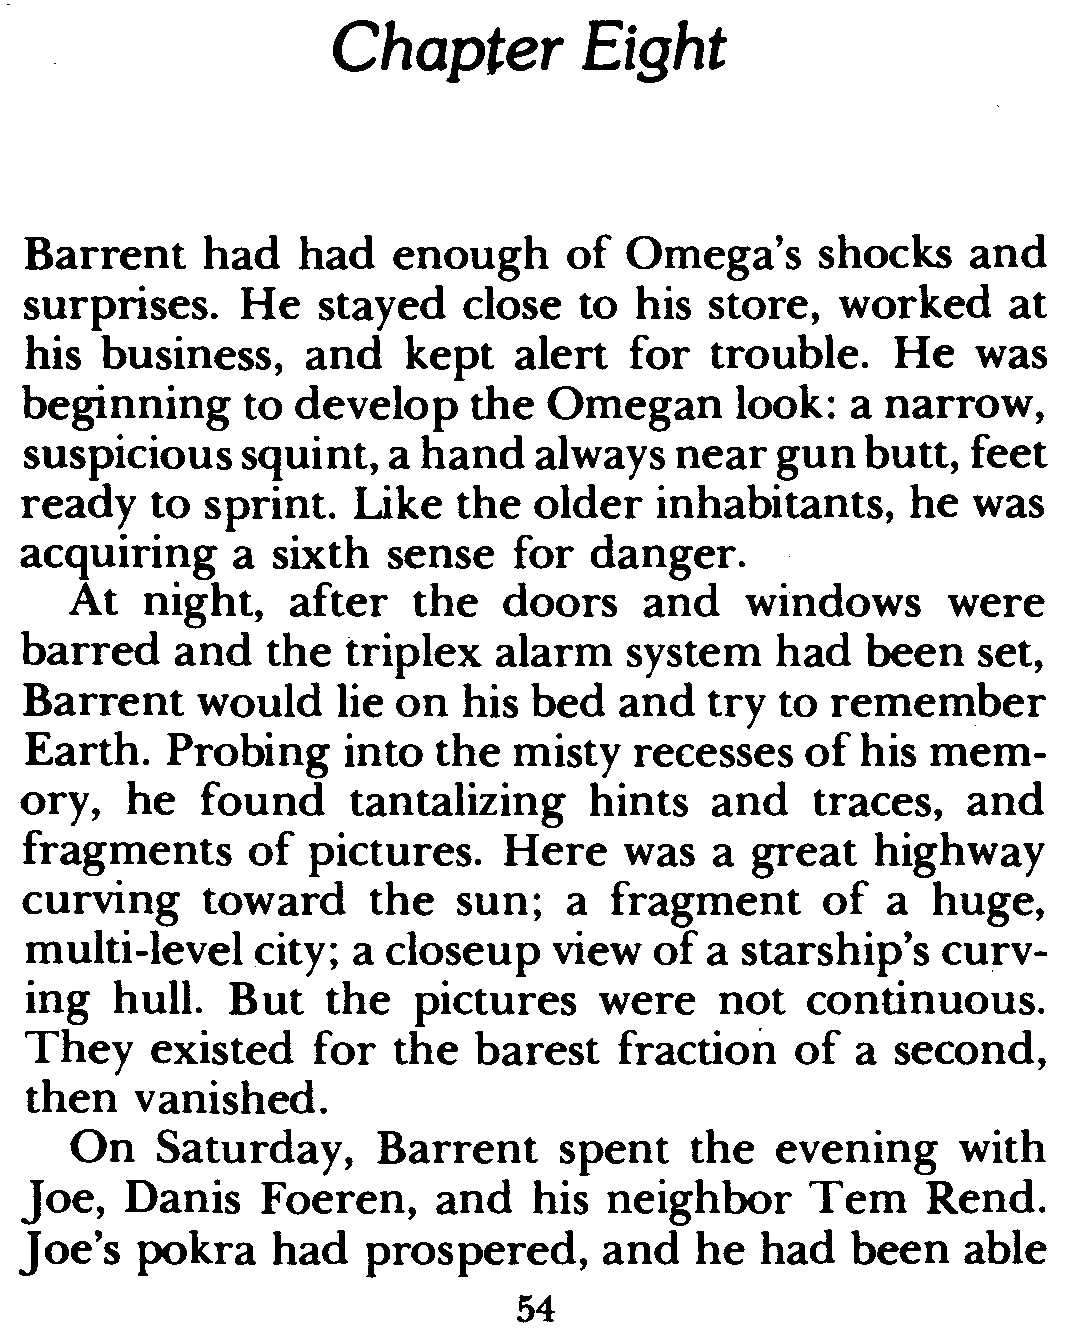 Chapter Eight
Barrent had had enough of Omega's shocks and
surprises. He stayed close to his store, worked at
his business, and kept alert for trouble. He was
beginning to develop the Omegan look: a narrow,
suspicious squint, a hand always near gun butt, feet
ready to sprint. Like the older inhabitants, he was
acquiring a sixth sense for danger.
At night, after the doors and windows were
barred and the triplex alarm system had been set,
Barrent would lie on his bed and try to remember
Earth. Probing into the misty recesses of his mem-
ory, he found tantalizing hints and traces, and
fragments of pictures. Here was a great highway
curving toward the sun; a fragment of a huge,
multi-level city; a closeup view of a starship's curv-
ing hull. But the pictures were not continuous.
They existed for the barest fraction of a second,
then vanished.
On Saturday, Barrent spent the evening with
Joe, Danis Foeren, and his neighbor Tem Rend.
Joe's pokra had prospered, and he had been able
54